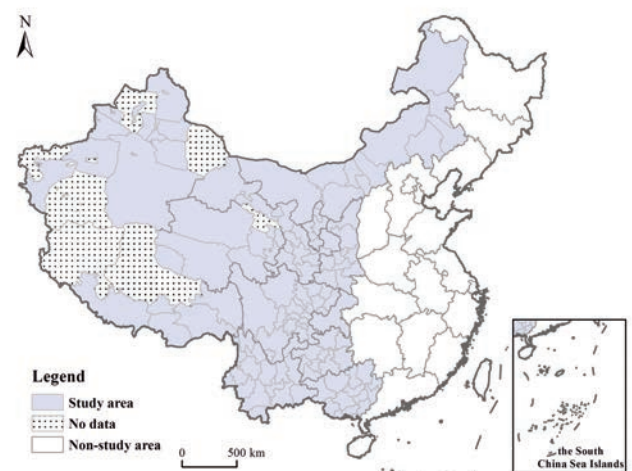 N
Legend
Study area
No data
Non-study area
0 500 km
the South
China Sea Islands